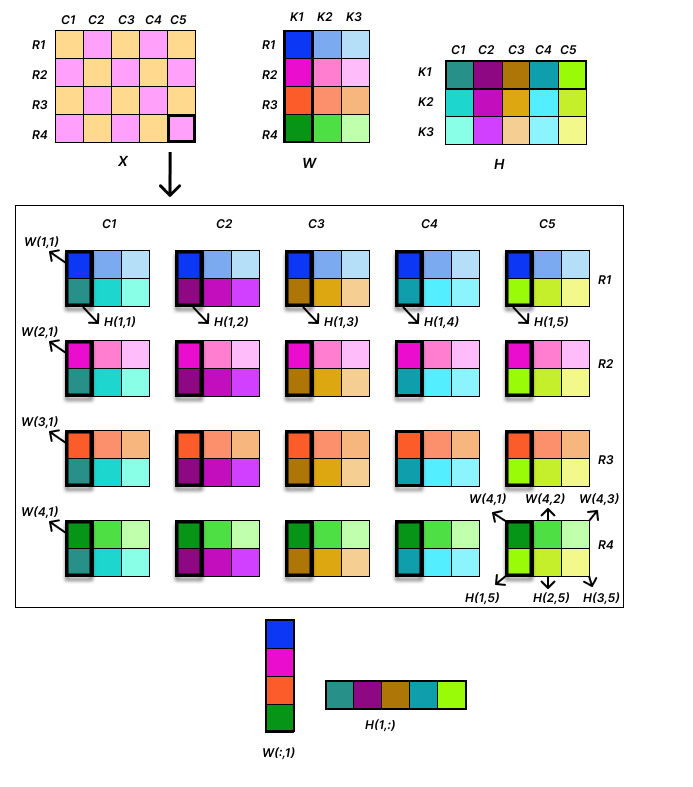 C1 C2 C3 C4 C5
K1 K2 K3
R1
R2
R3
R4
R1
R2
R3
R4
C1 C2 C3 C4 C5
K1
K2
K3
X
W
H
C1 C2 C3 C4 C5
W(1,1)
R1
H(1,1) H(1,2) H(1,3) H(1,4) H(1,5)
W(2,1)
R2
W(3,1)
R3
W(4,1) W(4,2) W(4,3)
W(4,1)
R4
H(1,5) H(2,5) H(3,5)
H(1,:)
W(:,1)